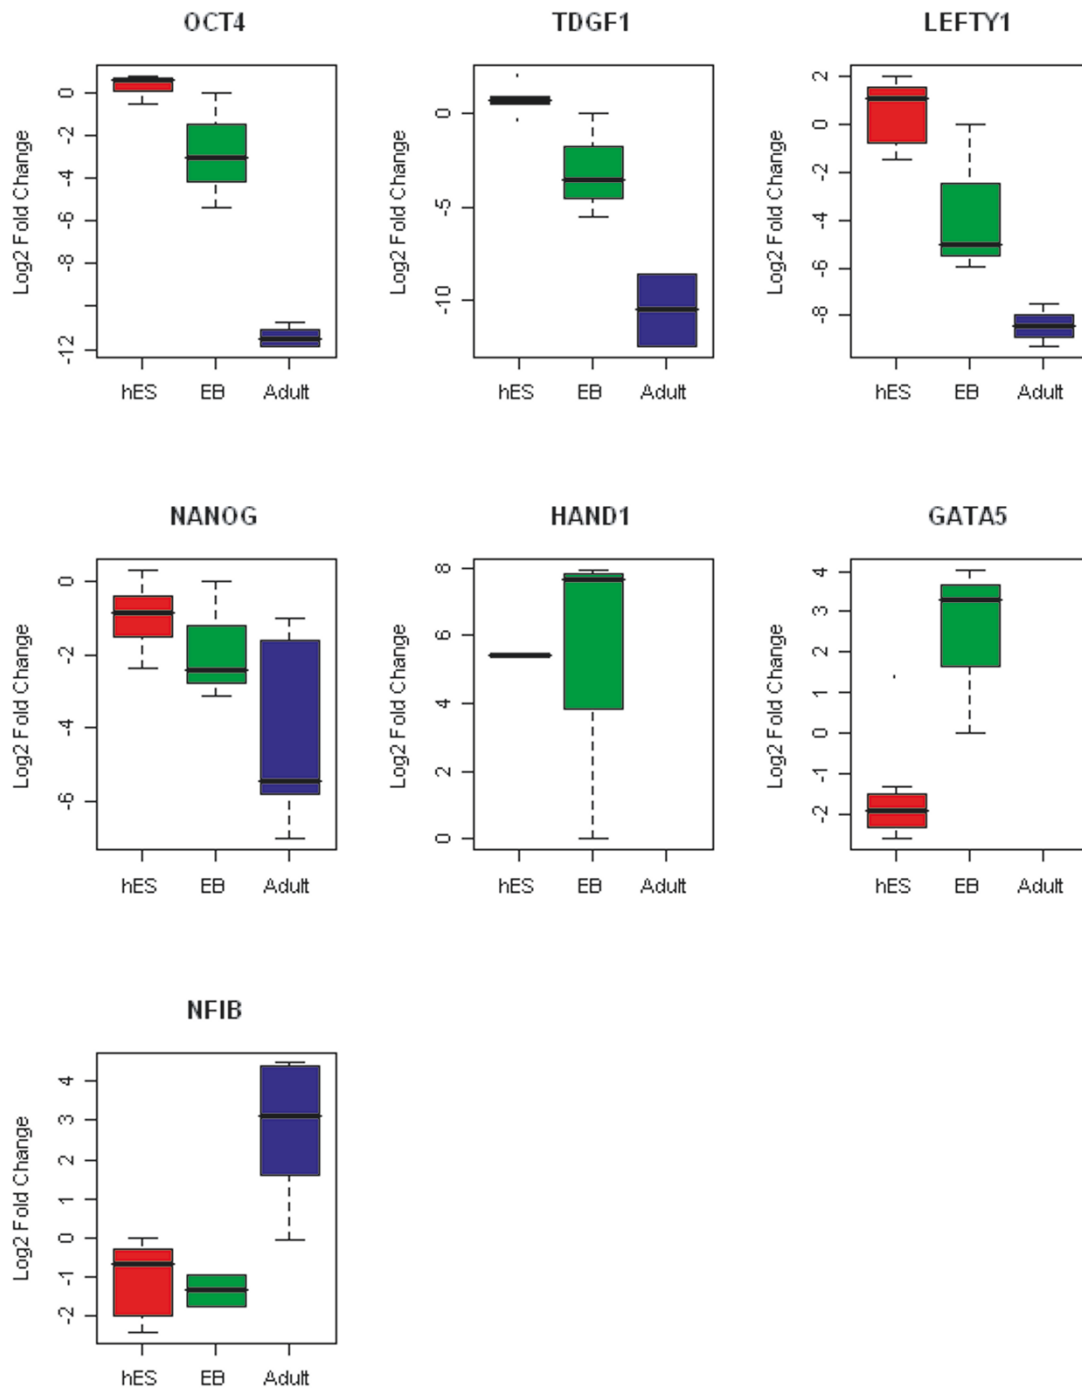 OCT4
TDGF1
LEFTY1
Log2 Fold Change
0
-2
-4
-6
-8
-12
hES EB Adult
Log2 Fold Change
0
-5
-10
hES EB Adult
Log2 Fold Change
2
0
-2
-4
-6
-8
hES EB Adult
NANOG
HAND1
GATA5
Log2 Fold Change
0
-2
-4
-6
hES EB Adult
Log2 Fold Change
8
6
4
2
0
hES EB Adult
Log2 Fold Change
4
3
2
1
0
-1
-2
hES EB Adult
NFIB
Log2 Fold Change
4
3
2
1
0
-1
-2
hES EB Adult